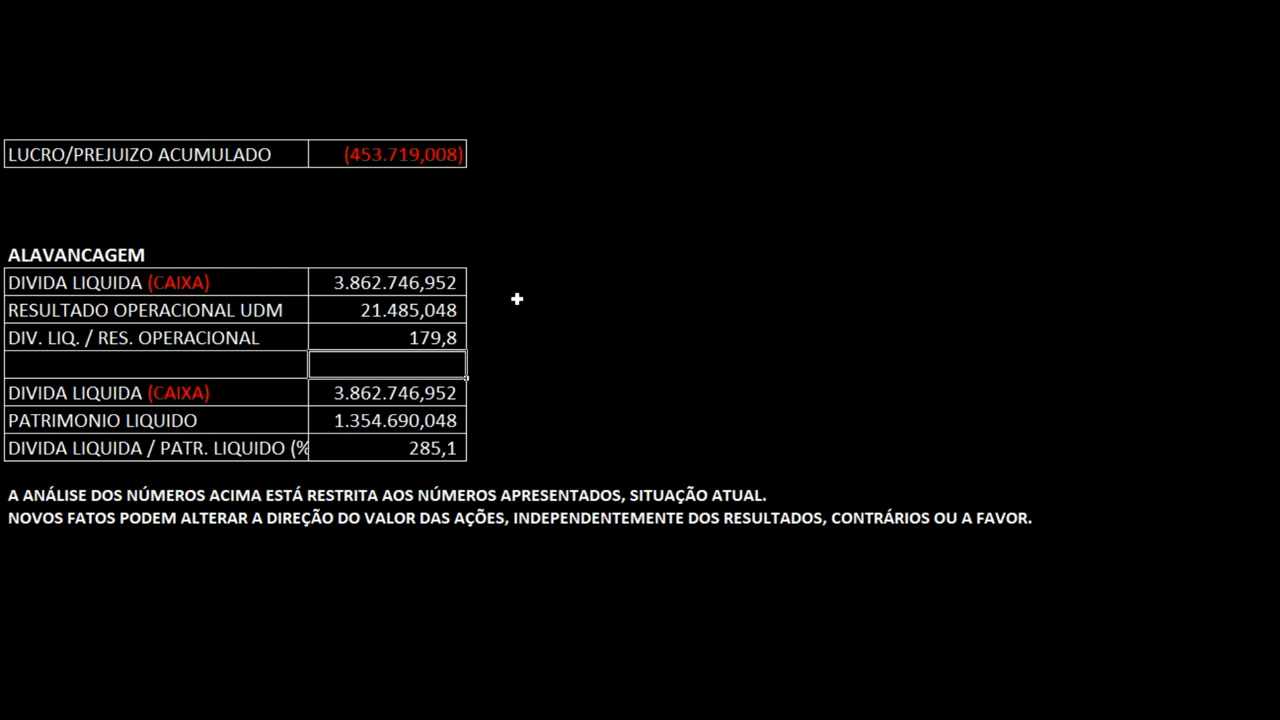 LUCRO/PREJUIZO ACUMULADO (453.719,008)
ALAVANCAGEM
DIVIDA LIQUIDA (CAIXA) 3.862.746,952
RESULTADO OPERACIONAL UDM 21.485,048
DIV. LIQ. / RES. OPERACIONAL 179,8
DIVIDA LIQUIDA (CAIXA) 3.862.746,952
PATRIMONIO LIQUIDO 1.354.690,048
DIVIDA LIQUIDA / PATR. LIQUIDO (% 285,1
A ANÁLISE DOS NÚMEROS ACIMA ESTÁ RESTRITA AOS NÚMEROS APRESENTADOS, SITUAÇÃO ATUAL.
NOVOS FATOS PODEM ALTERAR A DIREÇÃO DO VALOR DAS AÇÕES, INDEPENDENTEMENTE DOS RESULTADOS, CONTRÁRIOS OU A FAVOR.